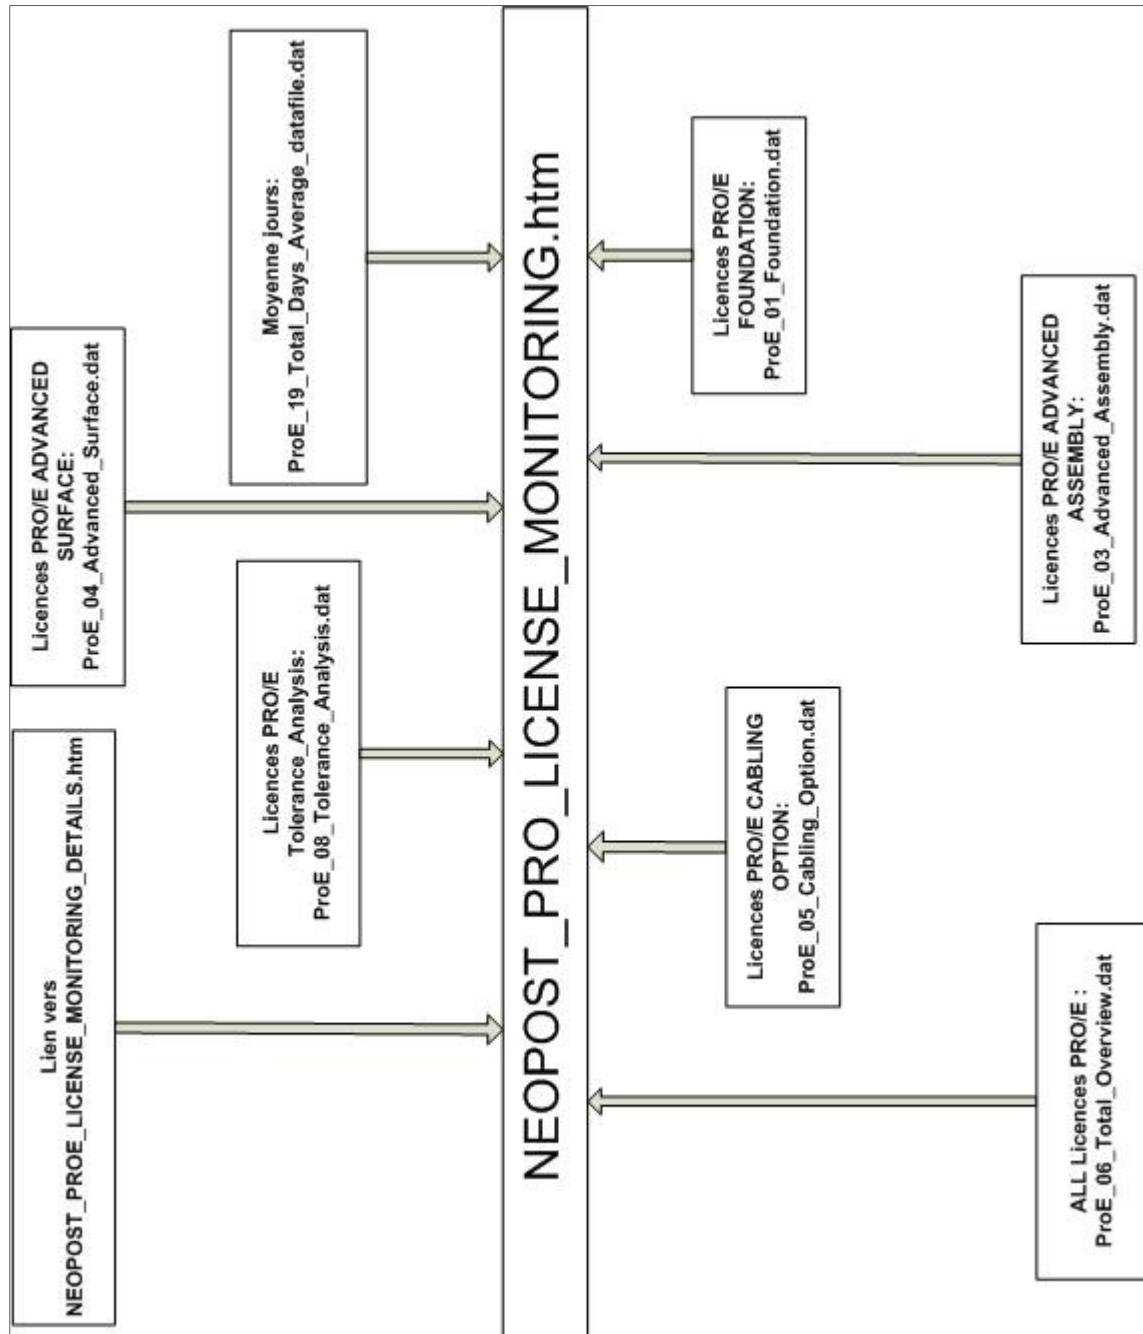 Lien vers
NEOPOST_PROE_LICENSE_MONITORING_DETAILS.htm
Licences PRO/E ADVANCED
SURFACE:
ProE_04_Advanced_Surface.dat
Licences PRO/E
Tolerance_Analysis:
ProE_08_Tolerance_Analysis.dat
Moyenne jours:
ProE_19_Total_Days_Average_datafile.dat
NEOPOST_PRO_LICENSE_MONITORING.htm
Licences PRO/E CABLING
OPTION:
ProE_05_Cabling_Option.dat
Licences PRO/E
FOUNDATION:
ProE_01_Foundation.dat
ALL Licences PRO/E :
ProE_06_Total_Overview.dat
Licences PRO/E ADVANCED
ASSEMBLY:
ProE_03_Advanced_Assembly.dat